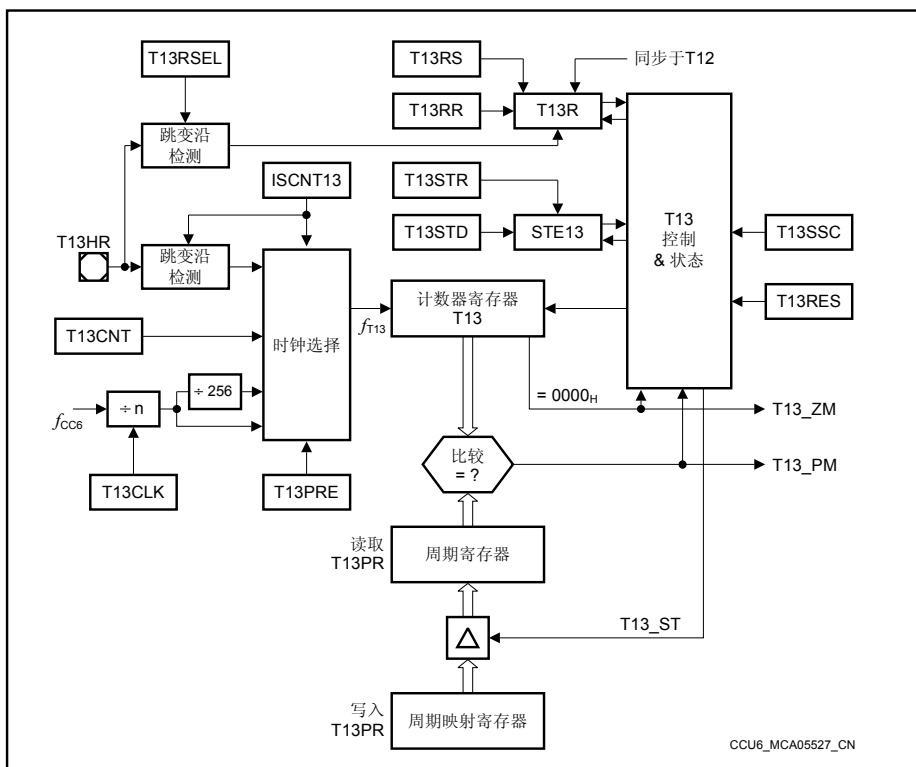 T13RSEL
T13RS
同步于T12
T13RR
T13R
跳变沿
检测
ISCNT13
T13STR
T13
控制
& 状态
T13HR
T13STD
STE13
T13SSC
跳变沿
检测
T13RES
计数器寄存器
T13
fT13
T13CNT
时钟选择
÷ 256
= 0000H
fCC6
÷ n
T13_ZM
比较
= ?
T13_PM
T13CLK
T13PRE
读取
T13PR
周期寄存器
T13_ST
写入
T13PR
周期映射寄存器
CCU6_MCA05527_CN